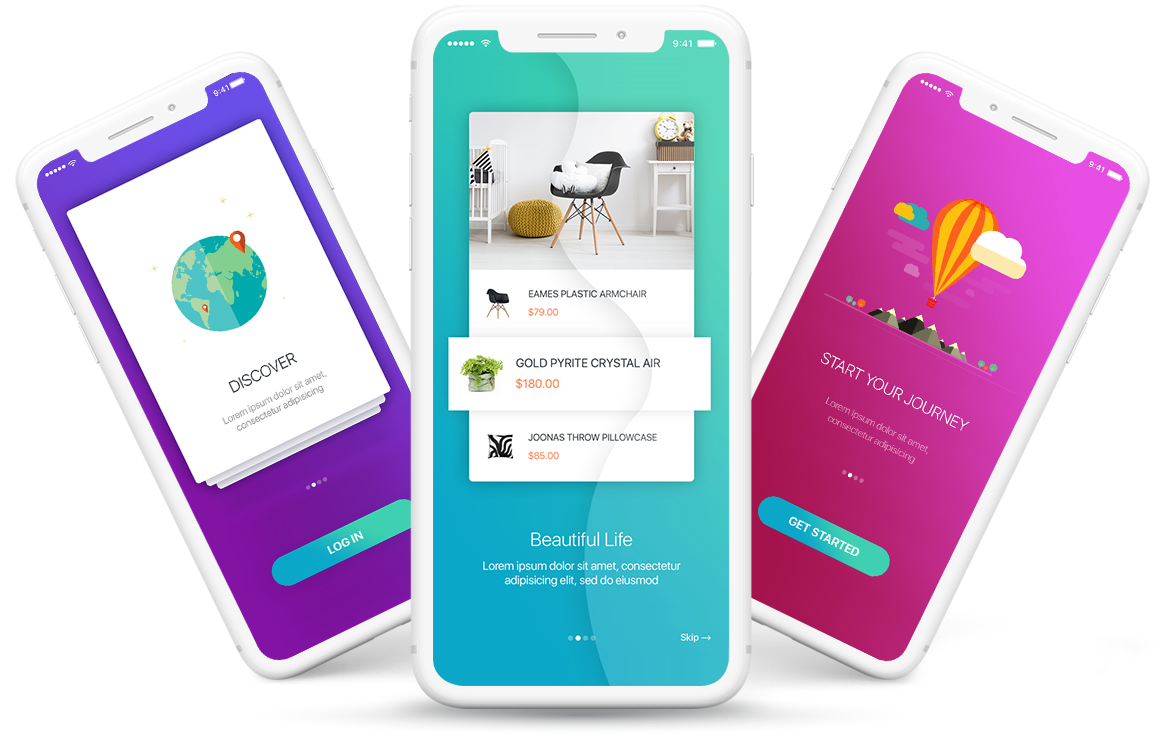 9:41
DISCOVER
Lorem ipsum dolor sit amet,
consectetur adipisicing
LOG IN
9:41
EAMES PLASTIC ARMCHAIR
$79.00
GOLD PYRITE CRYSTAL AIR
$180.00
JOONAS THROW PILLOWCASE
$85.00
Beautiful Life
Lorem ipsum dolor sit amet, consectetur
adipisicing elit, sed do eiusmod
Skip →
9:41
START YOUR JOURNEY
Lorem ipsum dolor sit amet,
consectetur adipisicing
GET STARTED